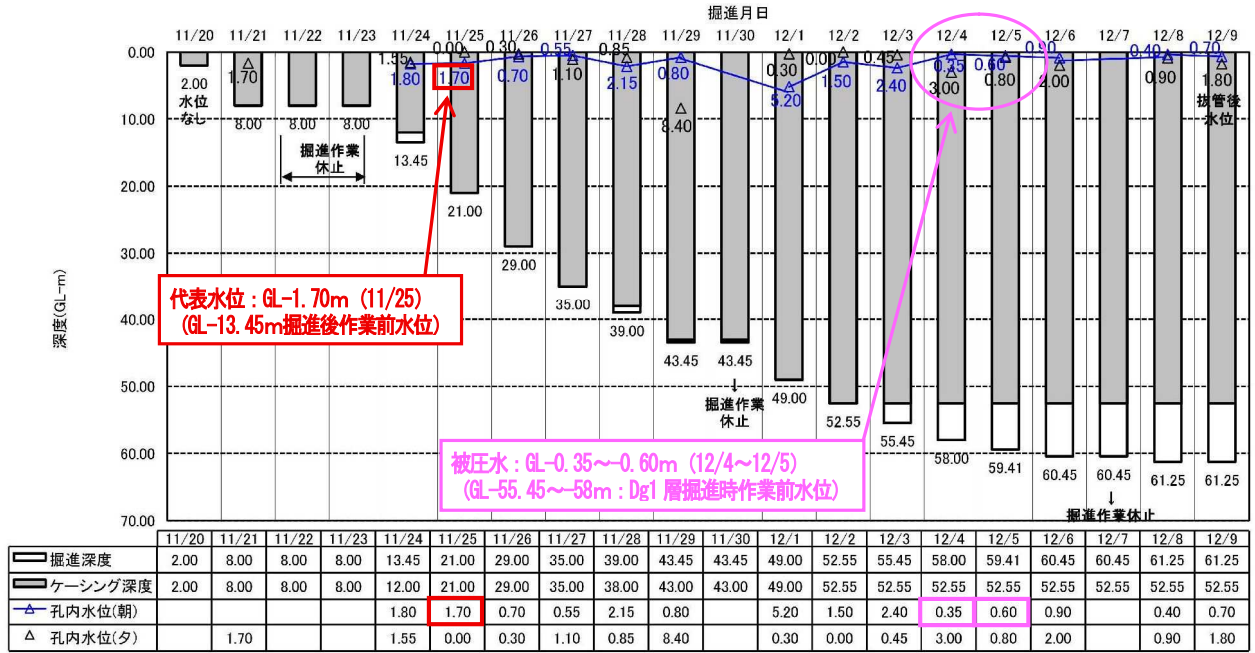 掘進月日
11/20 11/21 11/22 11/23 11/24 11/25 11/26 11/27 11/28 11/29 11/30 12/1 12/2 12/3 12/4 12/5 12/6 12/7 12/8 12/9
0.00
10.00
20.00
30.00
40.00
50.00
60.00
70.00
深度(GL-m)
1.55 0.00 0.30 0.55 0.85 0.00 0.45 0.90 0.40 0.70
2.00 1.70 1.80 1.70 0.70 1.10 2.15 0.80 0.30 1.50 2.40 0.35 0.60 0.80 2.00 0.90 1.80
3.00
5.20
8.40
水位
なし
抜管後
水位
8.00 8.00 8.00
掘進作業
休止
13.45
21.00
29.00
35.00
39.00
43.45 43.45
↓
掘進作業
休止
49.00
52.55
55.45
58.00
59.41
60.45 60.45 61.25 61.25
↓
掘進作業休止
代表水位：GL-1.70m（11/25）
（GL-13.45m掘進後作業前水位）
被圧水：GL-0.35～-0.60m（12/4～12/5）
（GL-55.45～-58m：Dg1 層掘進時作業前水位）
11/20 11/21 11/22 11/23 11/24 11/25 11/26 11/27 11/28 11/29 11/30 12/1 12/2 12/3 12/4 12/5 12/6 12/7 12/8 12/9
掘進深度 2.00 8.00 8.00 8.00 13.45 21.00 29.00 35.00 39.00 43.45 43.45 49.00 52.55 55.45 58.00 59.41 60.45 60.45 61.25 61.25
ケーシング深度 2.00 8.00 8.00 8.00 12.00 21.00 29.00 35.00 38.00 43.00 43.00 49.00 52.55 52.55 52.55 52.55 52.55 52.55 52.55 52.55
孔内水位(朝) 1.80 1.70 0.70 0.55 2.15 0.80 5.20 1.50 2.40 0.35 0.60 0.90 0.40 0.70
孔内水位(夕) 1.70 1.55 0.00 0.30 1.10 0.85 8.40 0.30 0.00 0.45 3.00 0.80 2.00 0.90 1.80